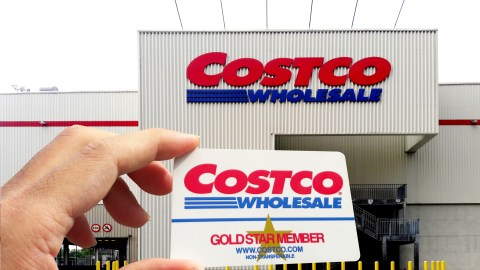 COSTCO
WHOLESALE
COSTCO
WHOLESALE
GOLD STAR MEMBER
WWW.COSTCO.COM
NON-TRANSFERABLE